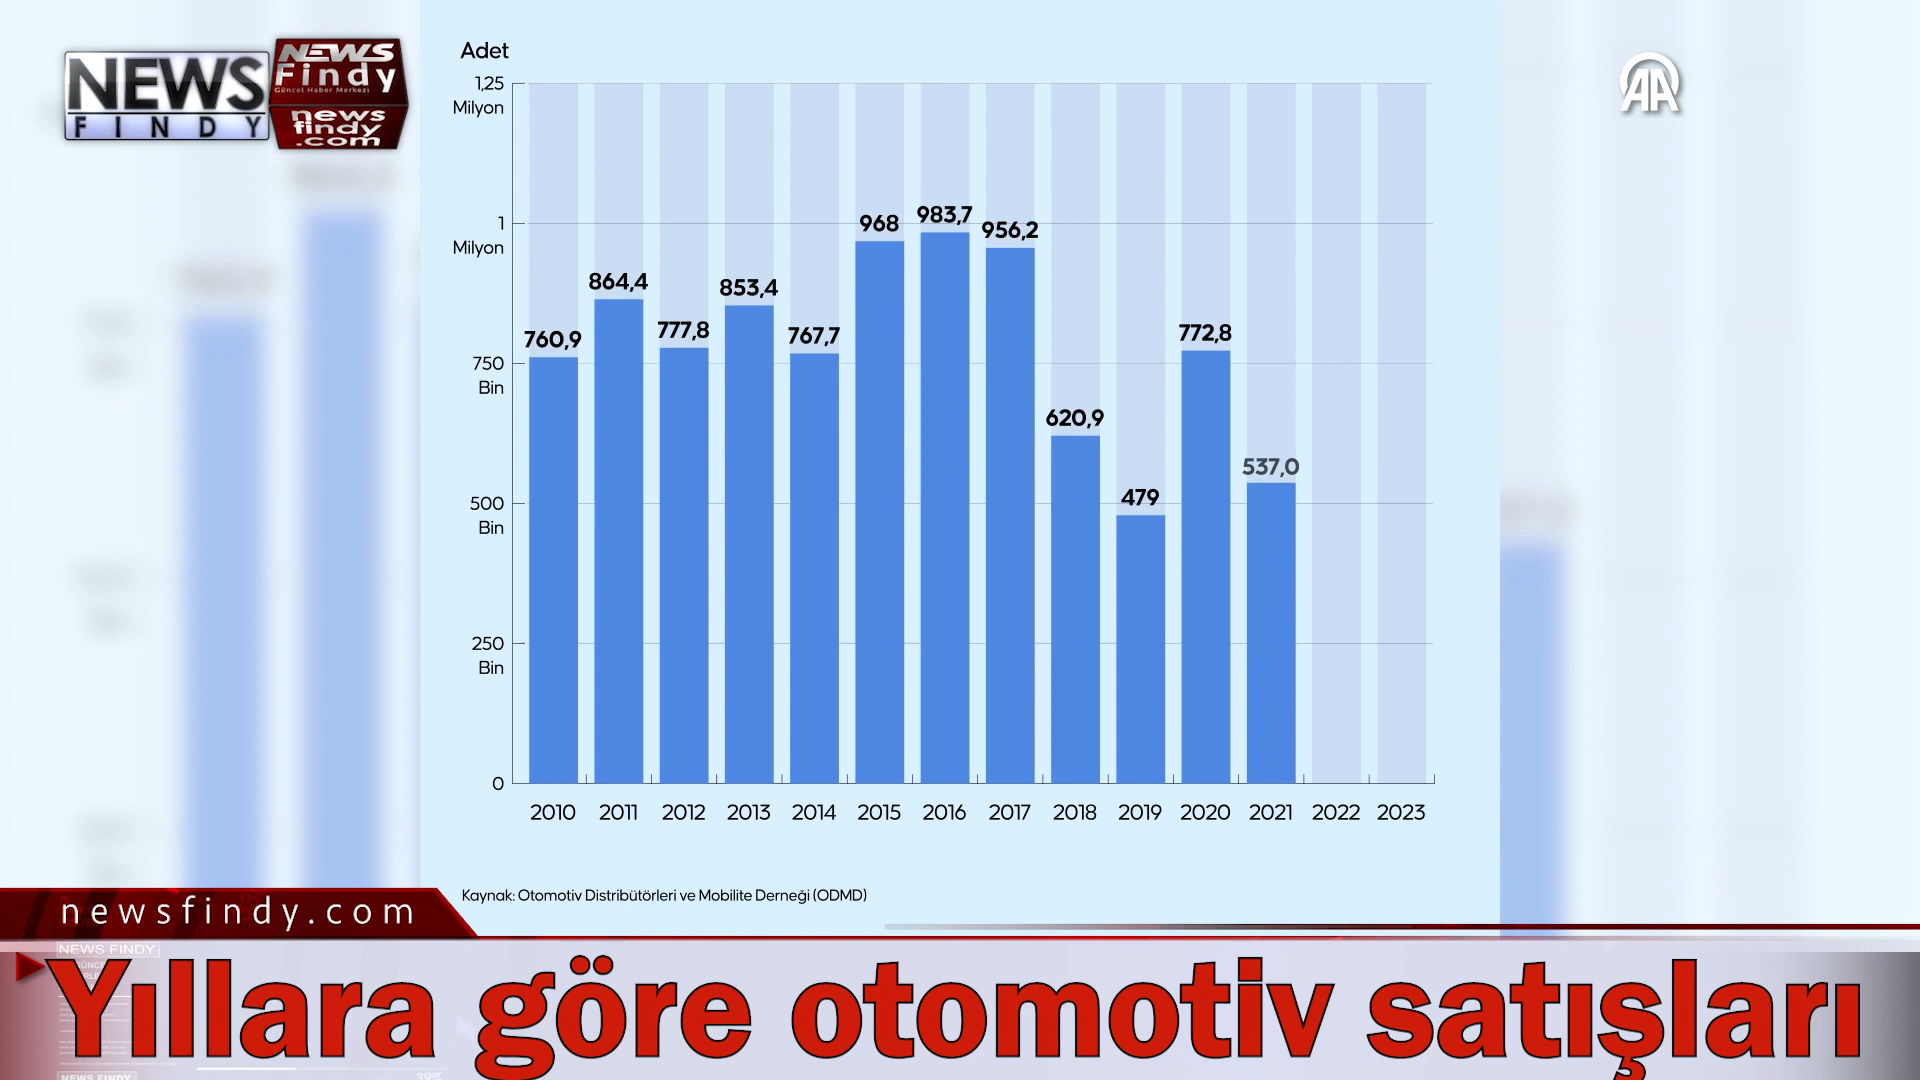 NEWS
FINDY
NEWS
Findy
Güncel Haber Merkezi
news
findy
.com
AA
Adet
1,25
Milyon
1
Milyon
750
Bin
500
Bin
250
Bin
0
760,9
864,4
777,8
853,4
767,7
968
983,7
956,2
620,9
479
772,8
537,0
2010 2011 2012 2013 2014 2015 2016 2017 2018 2019 2020 2021 2022 2023
Kaynak: Otomotiv Distribütörleri ve Mobilite Derneği (ODMD)
newsfindy.com
NEWS FINDY
Yıllara göre otomotiv satışları
NEWS FINDY